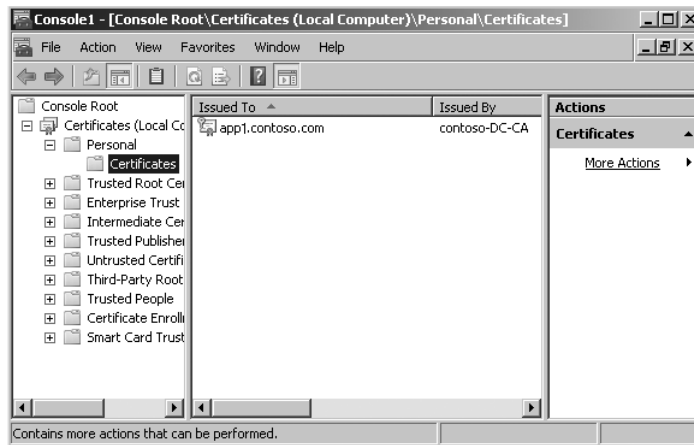 Console1 - [Console Root\Certificates (Local Computer)\Personal\Certificates]
File Action View Favorites Window Help
Console Root
Certificates (Local Co
Personal
Certificates
Trusted Root Cer
Enterprise Trust
Intermediate Cer
Trusted Publisher
Untrusted Certifi
Third-Party Root
Trusted People
Certificate Enrolln
Smart Card Trust
Issued To Issued By
app1.contoso.com contoso-DC-CA
Actions
Certificates
More Actions
Contains more actions that can be performed.